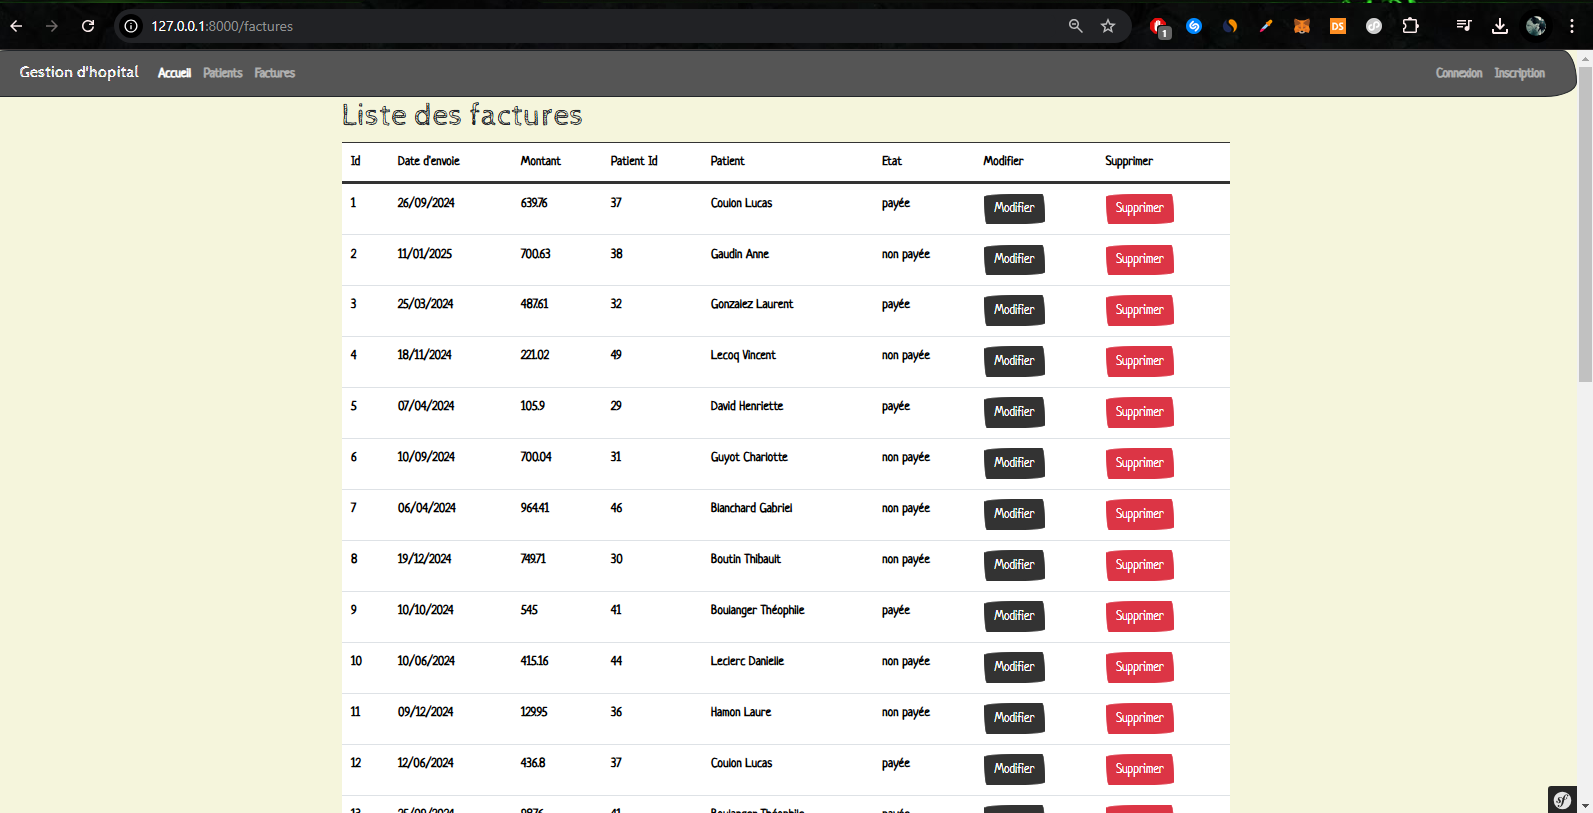 127.0.0.1:8000/factures
1
DS
Gestion d'hopital Accueil Patients Factures Connexion Inscription
Liste des factures
Id Date d'envoie Montant Patient Id Patient Etat Modifier Supprimer
1 26/09/2024 639.76 37 Coulon Lucas payée Modifier Supprimer
2 11/01/2025 700.63 38 Gaudin Anne non payée Modifier Supprimer
3 25/03/2024 487.61 32 Gonzalez Laurent payée Modifier Supprimer
4 18/11/2024 221.02 49 Lecoq Vincent non payée Modifier Supprimer
5 07/04/2024 105.9 29 David Henriette payée Modifier Supprimer
6 10/09/2024 700.04 31 Guyot Charlotte non payée Modifier Supprimer
7 06/04/2024 964.41 46 Blanchard Gabriel non payée Modifier Supprimer
8 19/12/2024 749.71 30 Boutin Thibault non payée Modifier Supprimer
9 10/10/2024 545 41 Boulanger Théophile payée Modifier Supprimer
10 10/06/2024 415.16 44 Leclerc Danielle non payée Modifier Supprimer
11 09/12/2024 129.95 36 Hamon Laure non payée Modifier Supprimer
12 12/06/2024 436.8 37 Coulon Lucas payée Modifier Supprimer
sf